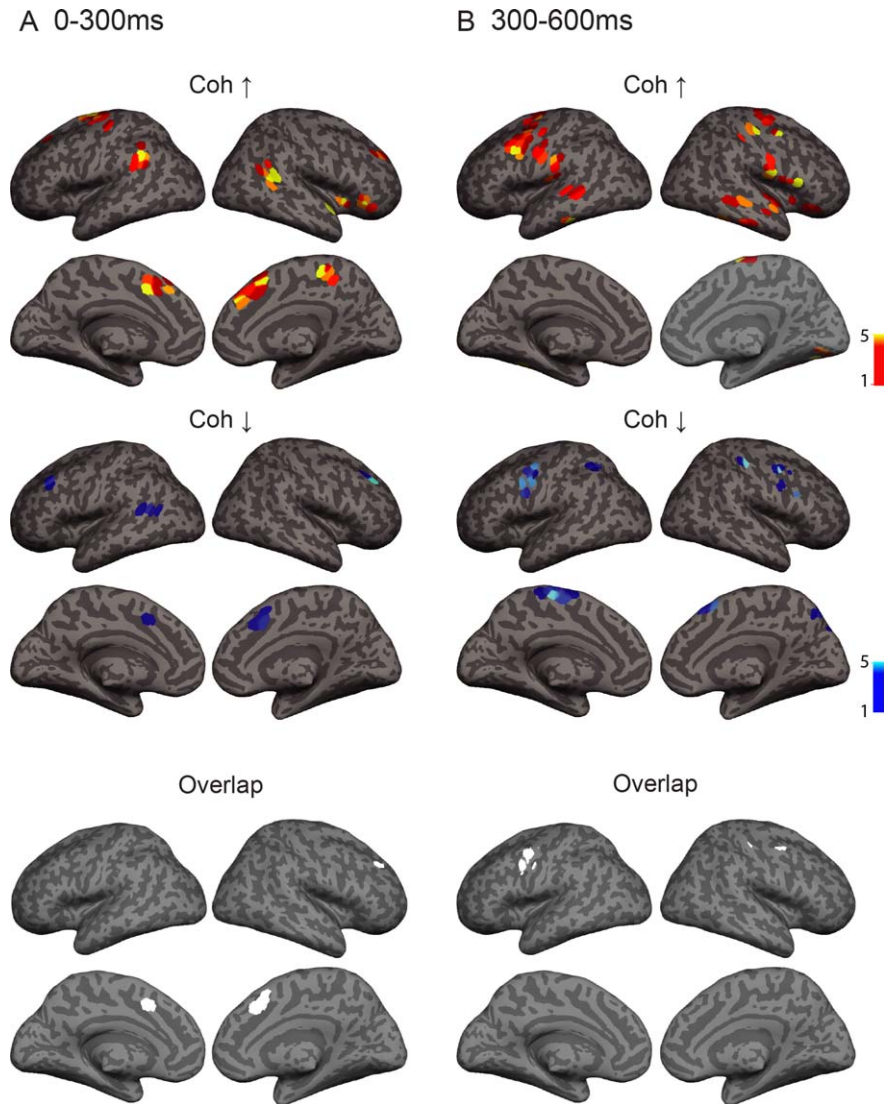 A 0-300ms
B 300-600ms
Coh ↑
Coh ↑
5
1
Coh ↓
Coh ↓
5
1
Overlap
Overlap